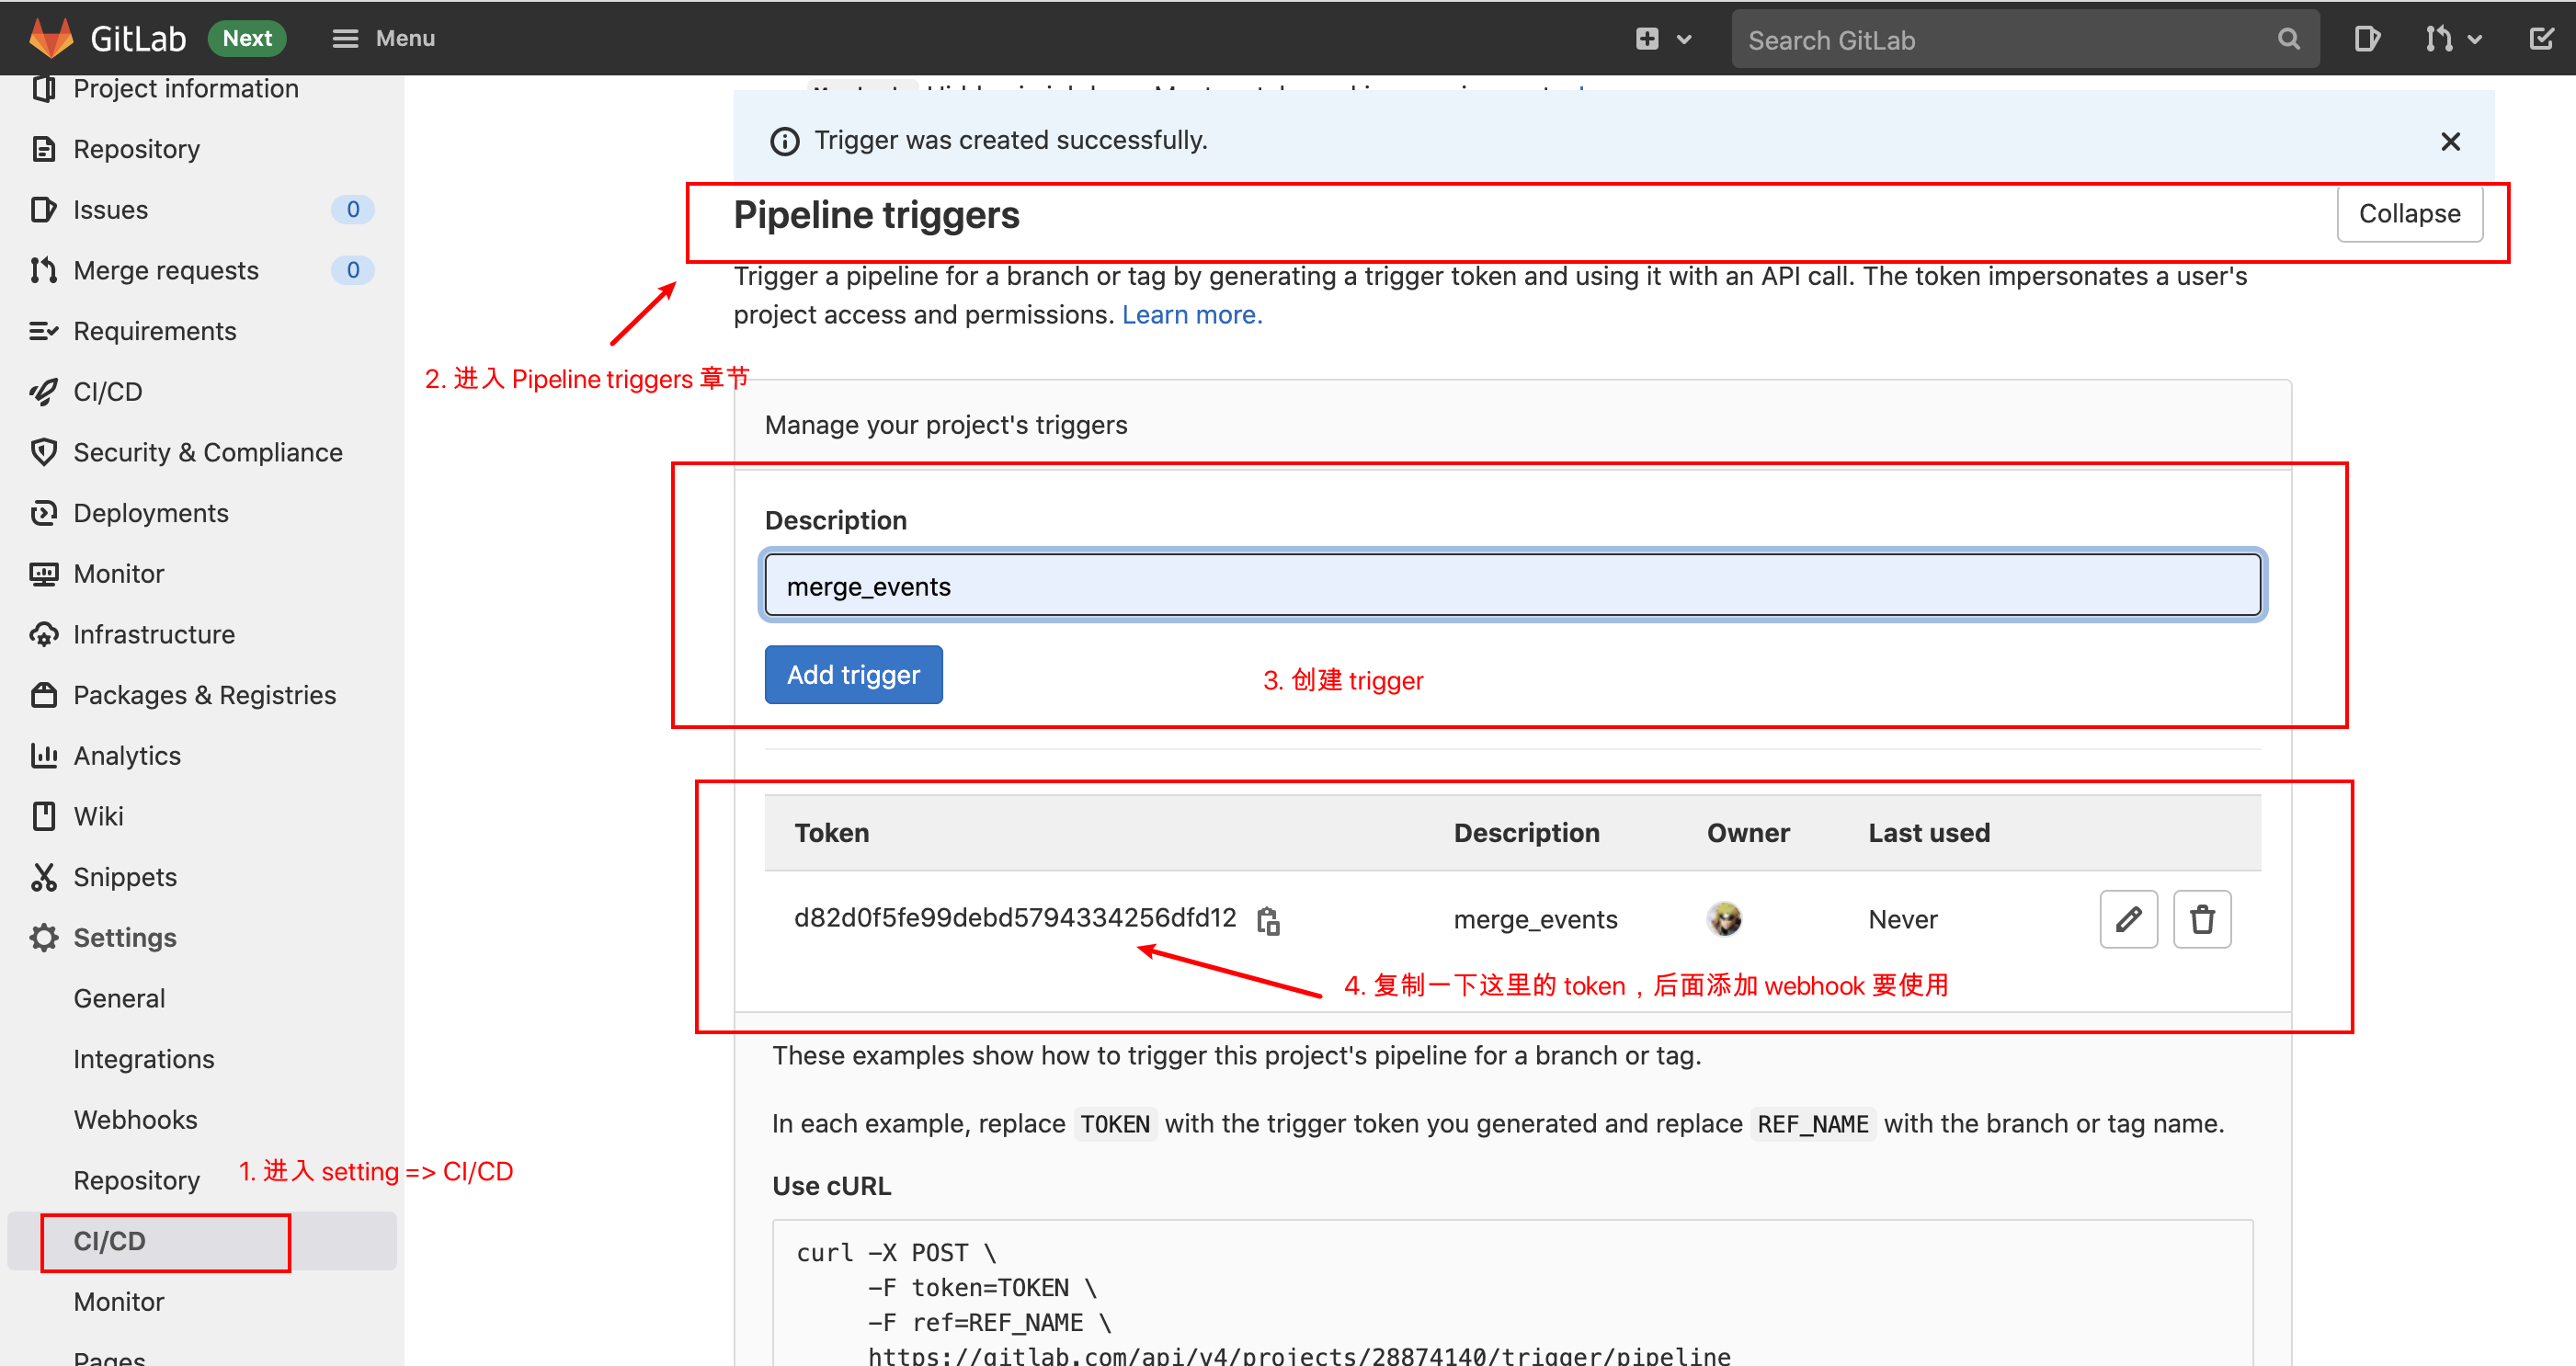 GitLab Next Menu Search GitLab
Project information
Repository
Issues 0
Merge requests 0
Requirements
CI/CD
Security & Compliance
Deployments
Monitor
Infrastructure
Packages & Registries
Analytics
Wiki
Snippets
Settings
General
Integrations
Webhooks
Repository
CI/CD
Monitor
Pages
1. 进入 setting => CI/CD
Trigger was created successfully.
Pipeline triggers
Collapse
Trigger a pipeline for a branch or tag by generating a trigger token and using it with an API call. The token impersonates a user's
project access and permissions. Learn more.
2. 进入 Pipeline triggers 章节
Manage your project's triggers
Description
merge_events
Add trigger
3. 创建 trigger
Token Description Owner Last used
d82d0f5fe99debd5794334256dfd12 merge_events Never
4. 复制一下这里的 token，后面添加 webhook 要使用
These examples show how to trigger this project's pipeline for a branch or tag.
In each example, replace TOKEN with the trigger token you generated and replace REF_NAME with the branch or tag name.
Use cURL
curl -X POST \
-F token=TOKEN \
-F ref=REF_NAME \
https://gitlab.com/api/v4/projects/28874140/trigger/pipeline